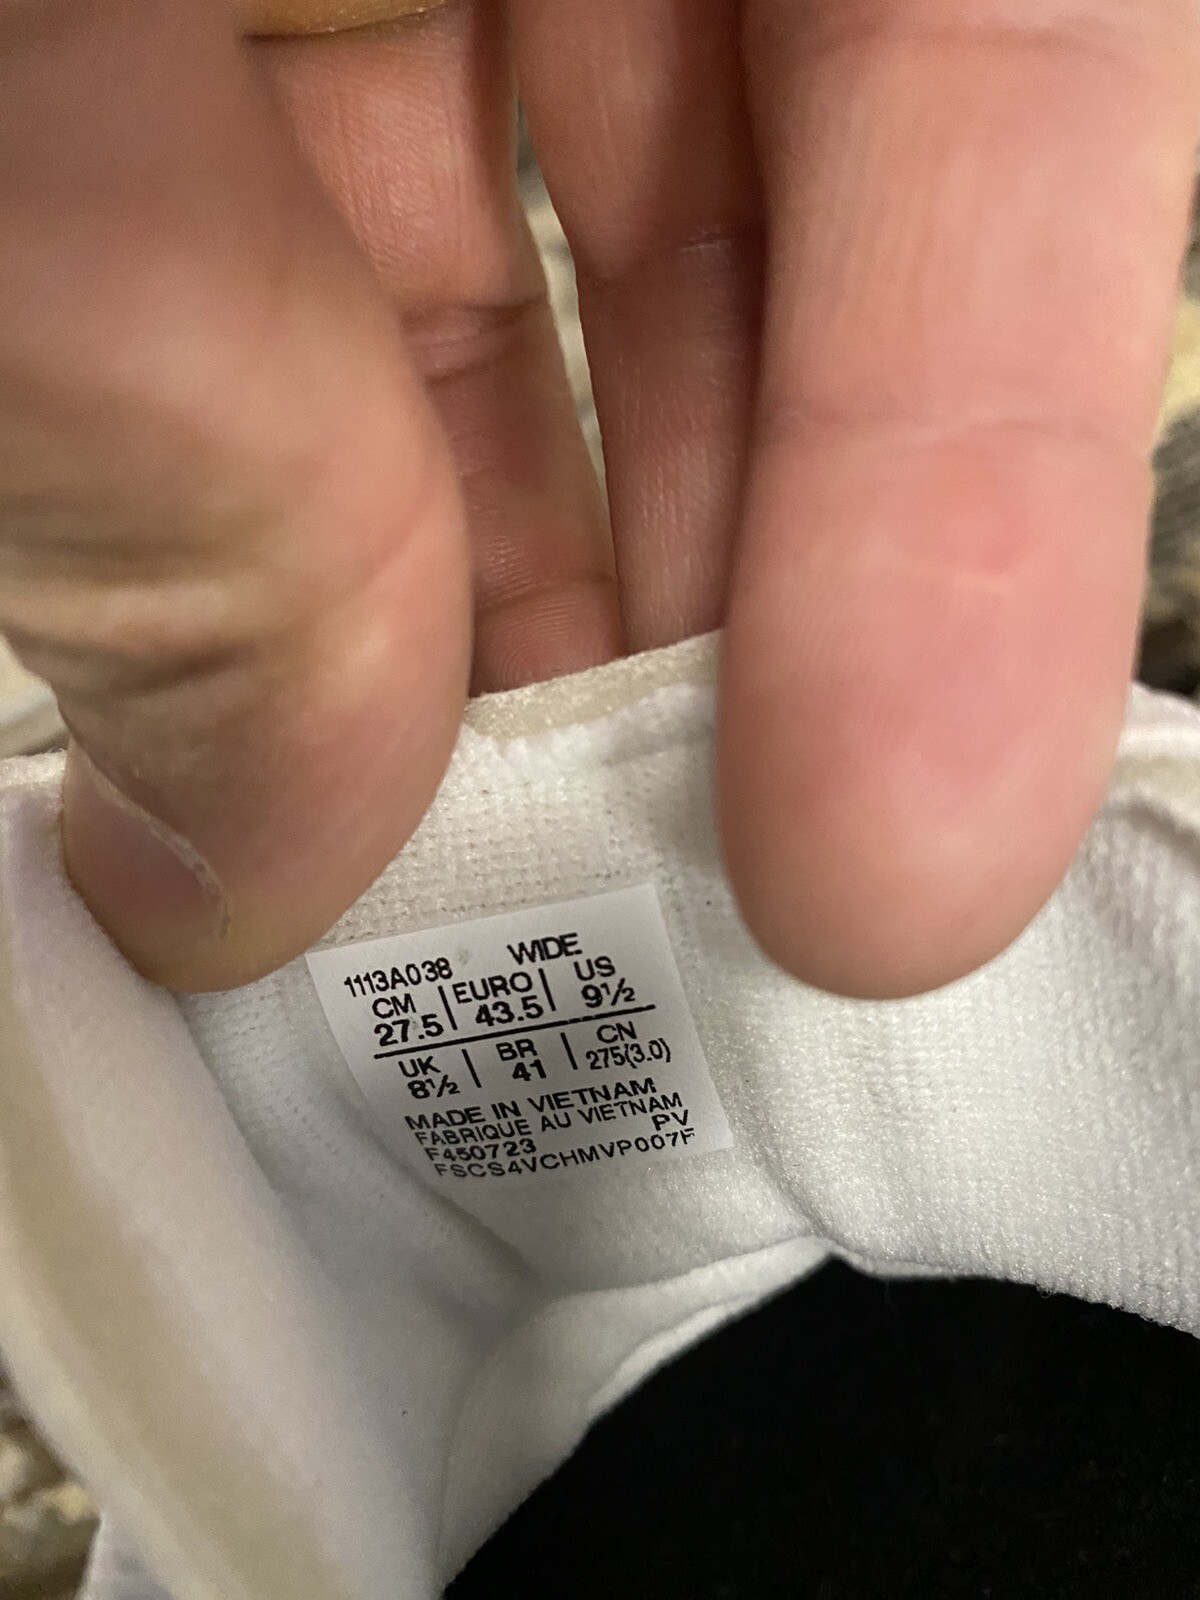 1113A038 WIDE
CM | EURO | US
27.5 | 43.5 | 9½
UK | BR | CN
8½ | 41 | 275(3.0)
MADE IN VIETNAM
FABRIQUE AU VIETNAM
F450723 PV
FSCS4VCHMVP007F